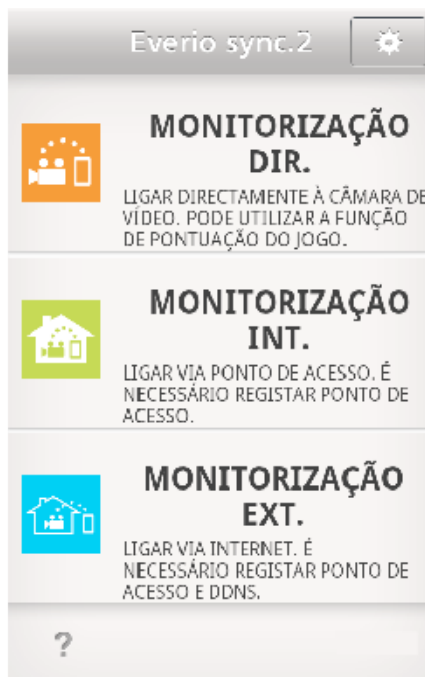 Everio sync.2
MONITORIZAÇÃO
DIR.
LIGAR DIRECTAMENTE À CÂMARA DE
VÍDEO. PODE UTILIZAR A FUNÇÃO
DE PONTUAÇÃO DO JOGO.
MONITORIZAÇÃO
INT.
LIGAR VIA PONTO DE ACESSO. É
NECESSÁRIO REGISTAR PONTO DE
ACESSO.
MONITORIZAÇÃO
EXT.
LIGAR VIA INTERNET. É
NECESSÁRIO REGISTAR PONTO DE
ACESSO E DDNS.
?